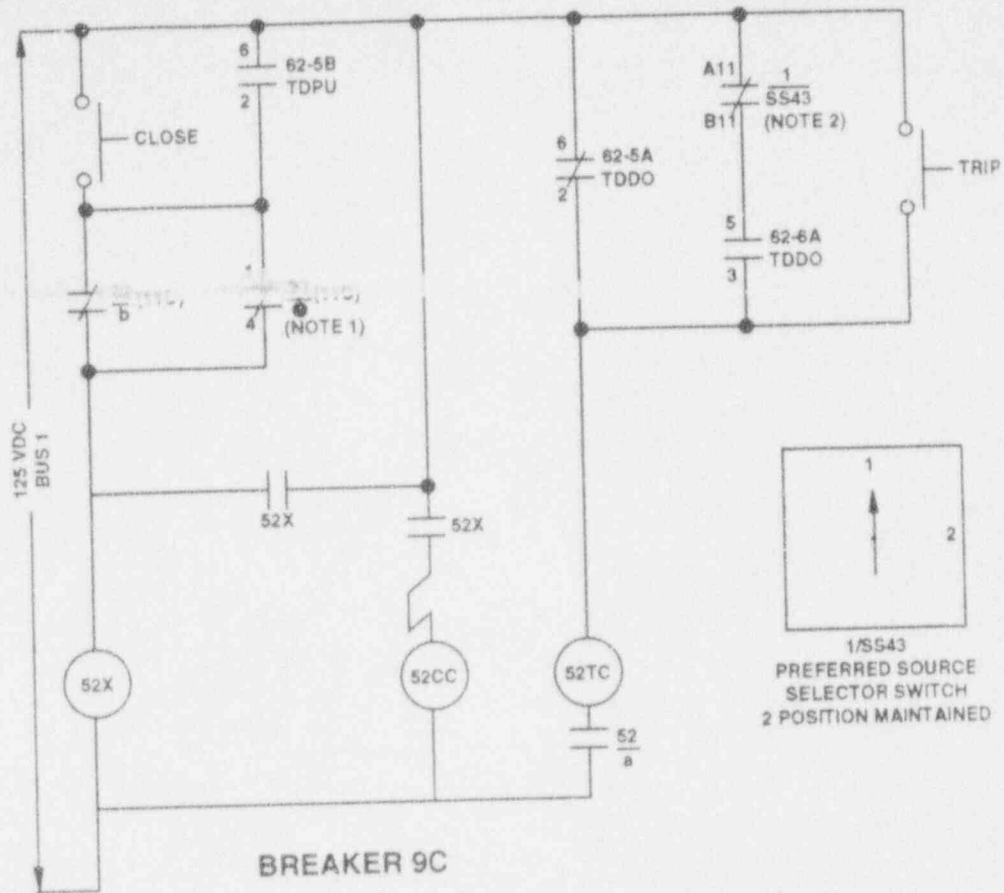 6
62-5B
TDPU
2
CLOSE
A11
1
SS43
B11
(NOTE 2)
6
62-5A
TDDO
2
TRIP
5
62-6A
TDDO
3
b
4
(NOTE 1)
125 VDC
BUS 1
52X
52X
1
2
52X
52CC
52TC
52
a
1/SS43
PREFERRED SOURCE
SELECTOR SWITCH
2 POSITION MAINTAINED
BREAKER 9C